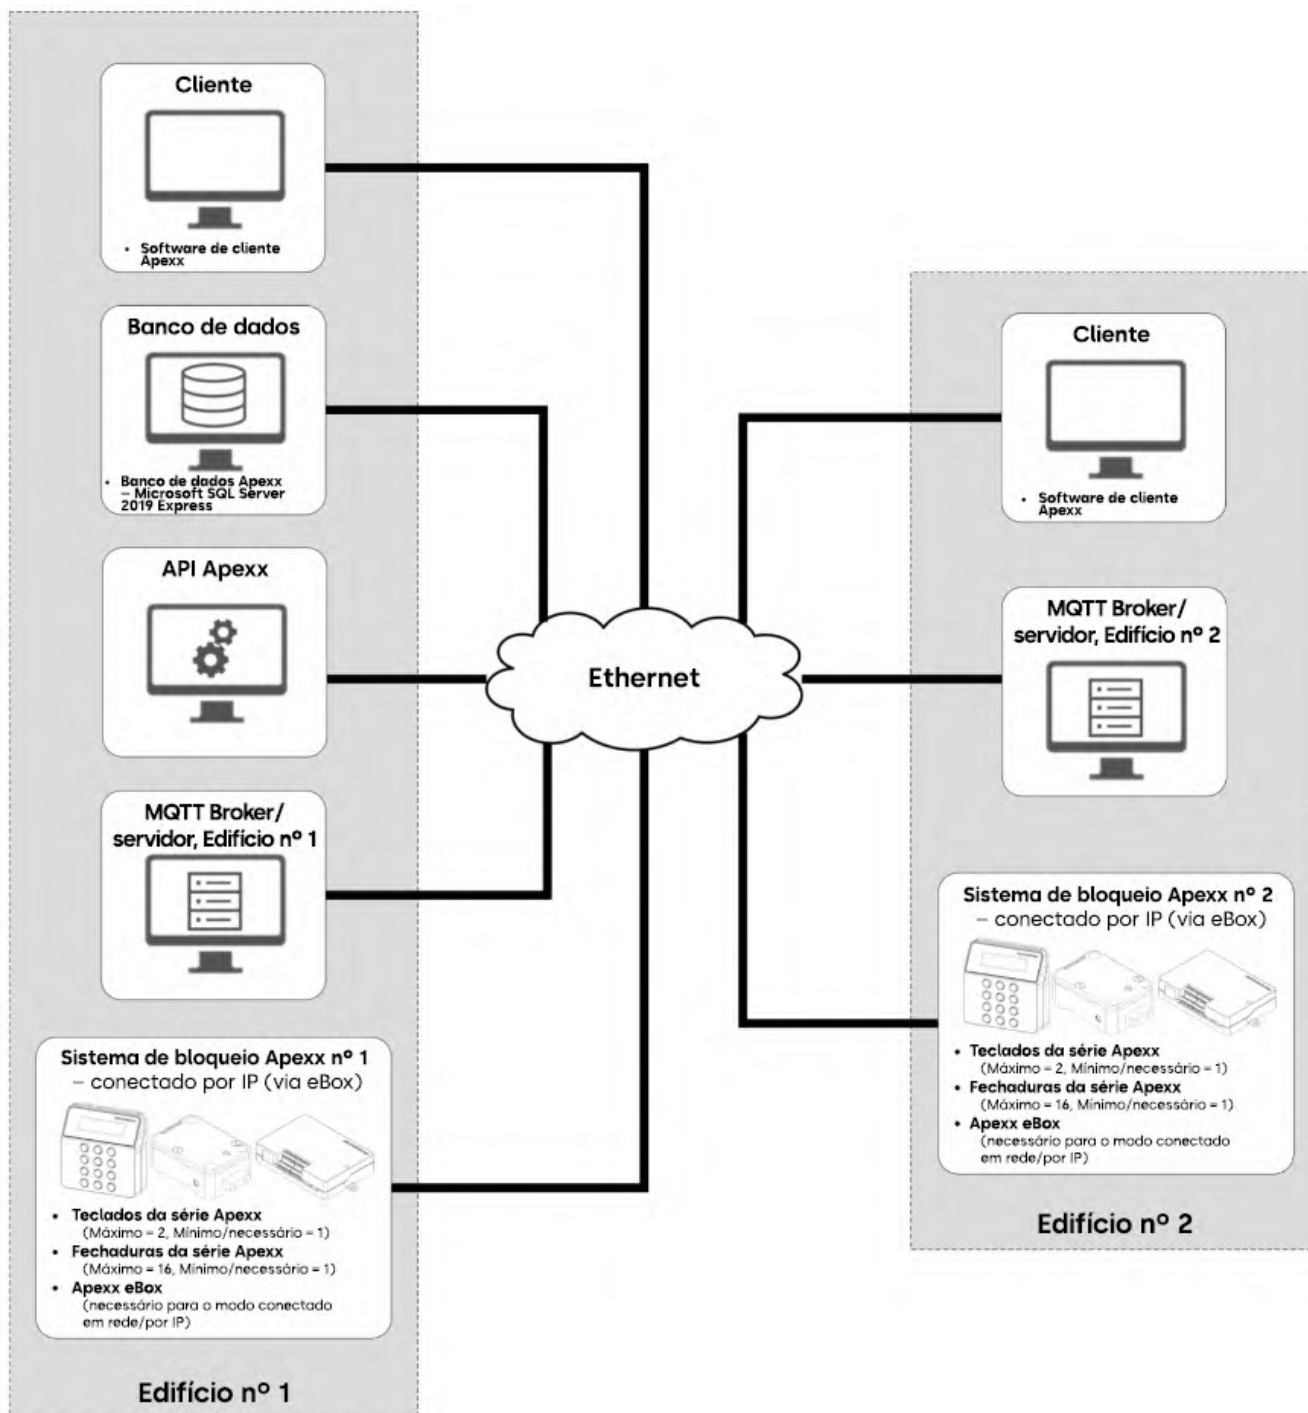 Cliente
• Software de cliente
Apexx
Banco de dados
• Banco de dados Apexx
– Microsoft SQL Server
2019 Express
API Apexx
MQTT Broker/
servidor, Edifício nº 1
Sistema de bloqueio Apexx nº 1
– conectado por IP (via eBox)
• Teclados da série Apexx
(Máximo = 2, Mínimo/necessário = 1)
• Fechaduras da série Apexx
(Máximo = 16, Mínimo/necessário = 1)
• Apexx eBox
(necessário para o modo conectado
em rede/por IP)
Edifício nº 1
Ethernet
Cliente
• Software de cliente
Apexx
MQTT Broker/
servidor, Edifício nº 2
Sistema de bloqueio Apexx nº 2
– conectado por IP (via eBox)
• Teclados da série Apexx
(Máximo = 2, Mínimo/necessário = 1)
• Fechaduras da série Apexx
(Máximo = 16, Mínimo/necessário = 1)
• Apexx eBox
(necessário para o modo conectado
em rede/por IP)
Edifício nº 2